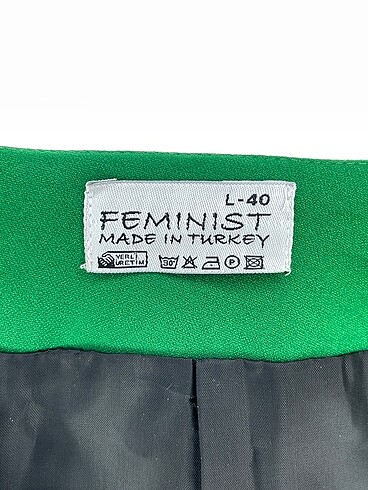 L-40
FEMINIST
MADE IN TURKEY
YERLİ
ÜRETİM
30°
P